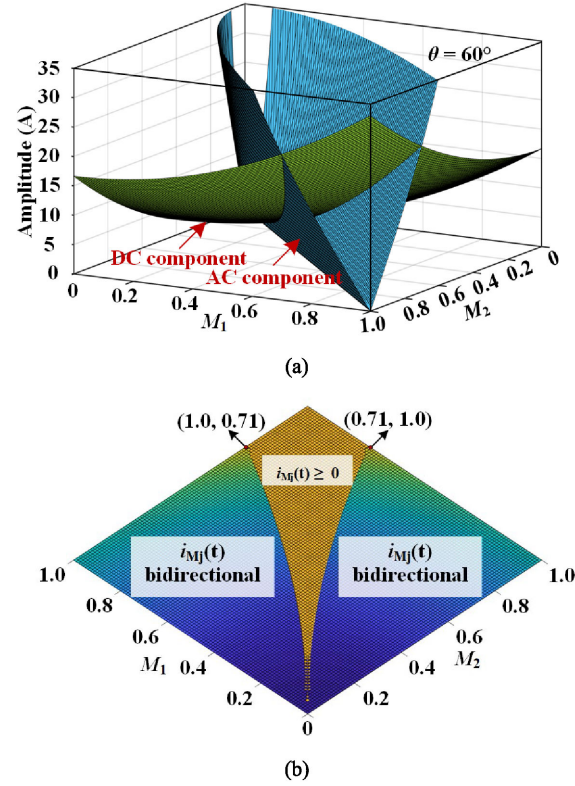 35
30
25
20
15
10
5
0
Amplitude (A)
θ = 60°
DC component
AC component
0
0.2
0.4
0.6
0.8
1.0
M1
1.0
0.8
0.6
0.4
0.2
0
M2
(a)
(1.0, 0.71)
(0.71, 1.0)
iMj(t) ≥ 0
iMj(t)
bidirectional
iMj(t)
bidirectional
1.0
0.8
0.6
0.4
0.2
M1
0
0.2
0.4
0.6
0.8
1.0
M2
(b)